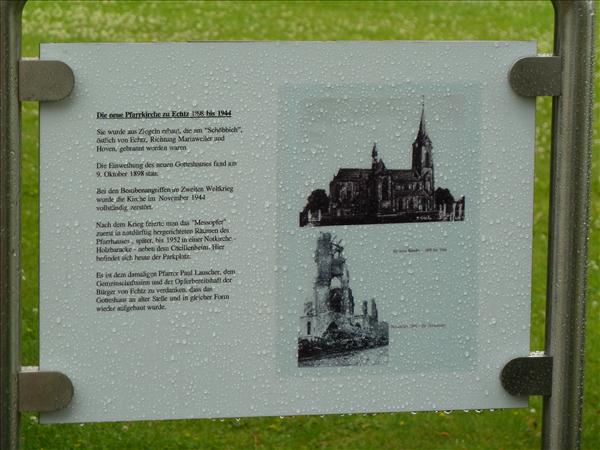 Die neue Pfarrkirche zu Echtz 1898 bis 1944
Sie wurde aus Ziegeln erbaut, die am "Schöbbich",
östlich von Echtz, Richtung Mariaweiler und
Hoven, gebrannt worden waren.
Die Einweihung des neuen Gotteshauses fand am
9. Oktober 1898 statt.
Bei den Bombenangriffen im Zweiten Weltkrieg
wurde die Kirche im November 1944
vollständig zerstört.
Nach dem Krieg feierte man das "Messopfer"
zuerst in notdürftig hergerichteten Räumen des
Pfarrhauses, später, bis 1952 in einer Notkirche -
Holzbaracke - neben dem Cäcilienheim. Hier
befindet sich heute der Parkplatz.
Es ist dem damaligen Pfarrer Paul Lauscher, dem
Gemeinschaftssinn und der Opferbereitschaft der
Bürger von Echtz zu verdanken, dass das
Gotteshaus an alter Stelle und in gleicher Form
wieder aufgebaut wurde.